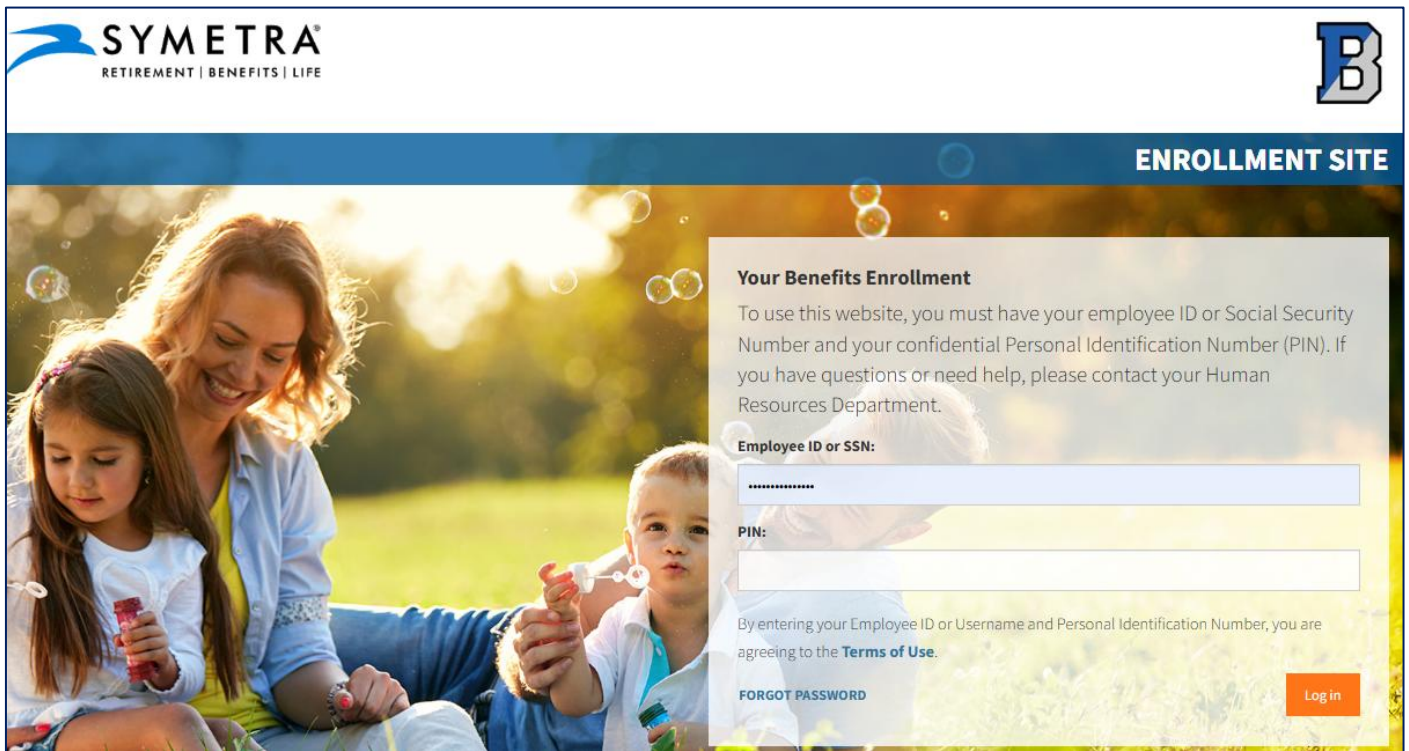 SYMETRA®
RETIREMENT | BENEFITS | LIFE
B
ENROLLMENT SITE
Your Benefits Enrollment
To use this website, you must have your employee ID or Social Security
Number and your confidential Personal Identification Number (PIN). If
you have questions or need help, please contact your Human
Resources Department.
Employee ID or SSN:
•••••••••••••••
PIN:
By entering your Employee ID or Username and Personal Identification Number, you are
agreeing to the Terms of Use.
FORGOT PASSWORD
Log in